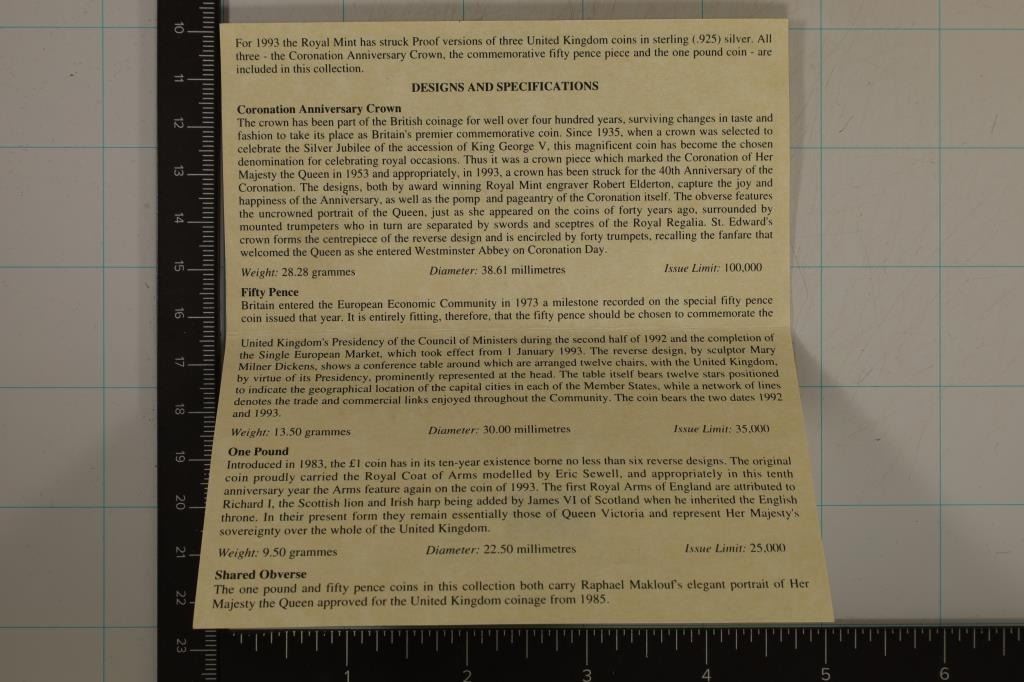 For 1993 the Royal Mint has struck Proof versions of three United Kingdom coins in sterling (.925) silver. All
three - the Coronation Anniversary Crown, the commemorative fifty pence piece and the one pound coin - are
included in this collection.
DESIGNS AND SPECIFICATIONS
Coronation Anniversary Crown
The crown has been part of the British coinage for well over four hundred years, surviving changes in taste and
fashion to take its place as Britain's premier commemorative coin. Since 1935, when a crown was selected to
celebrate the Silver Jubilee of the accession of King George V, this magnificent coin has become the chosen
denomination for celebrating royal occasions. Thus it was a crown piece which marked the Coronation of Her
Majesty the Queen in 1953 and appropriately, in 1993, a crown has been struck for the 40th Anniversary of the
Coronation. The designs, both by award winning Royal Mint engraver Robert Elderton, capture the joy and
happiness of the Anniversary, as well as the pomp and pageantry of the Coronation itself. The obverse features
the uncrowned portrait of the Queen, just as she appeared on the coins of forty years ago, surrounded by
mounted trumpeters who in turn are separated by swords and sceptres of the Royal Regalia. St. Edward's
crown forms the centrepiece of the reverse design and is encircled by forty trumpets, recalling the fanfare that
welcomed the Queen as she entered Westminster Abbey on Coronation Day.
Weight: 28.28 grammes Diameter: 38.61 millimetres Issue Limit: 100,000
Fifty Pence
Britain entered the European Economic Community in 1973 a milestone recorded on the special fifty pence
coin issued that year. It is entirely fitting, therefore, that the fifty pence should be chosen to commemorate the
United Kingdom's Presidency of the Council of Ministers during the second half of 1992 and the completion of
the Single European Market, which took effect from 1 January 1993. The reverse design, by sculptor Mary
Milner Dickens, shows a conference table around which are arranged twelve chairs, with the United Kingdom,
by virtue of its Presidency, prominently represented at the head. The table itself bears twelve stars positioned
to indicate the geographical location of the capital cities in each of the Member States, while a network of lines
denotes the trade and commercial links enjoyed throughout the Community. The coin bears the two dates 1992
and 1993.
Weight: 13.50 grammes Diameter: 30.00 millimetres Issue Limit: 35,000
One Pound
Introduced in 1983, the £1 coin has in its ten-year existence borne no less than six reverse designs. The original
coin proudly carried the Royal Coat of Arms modelled by Eric Sewell, and appropriately in this tenth
anniversary year the Arms feature again on the coin of 1993. The first Royal Arms of England are attributed to
Richard I, the Scottish lion and Irish harp being added by James VI of Scotland when he inherited the English
throne. In their present form they remain essentially those of Queen Victoria and represent Her Majesty's
sovereignty over the whole of the United Kingdom.
Weight: 9.50 grammes Diameter: 22.50 millimetres Issue Limit: 25,000
Shared Obverse
The one pound and fifty pence coins in this collection both carry Raphael Maklouf's elegant portrait of Her
Majesty the Queen approved for the United Kingdom coinage from 1985.
10
11
12
13
14
15
16
17
18
19
20
21
22
23
1 2 3 4 5 6